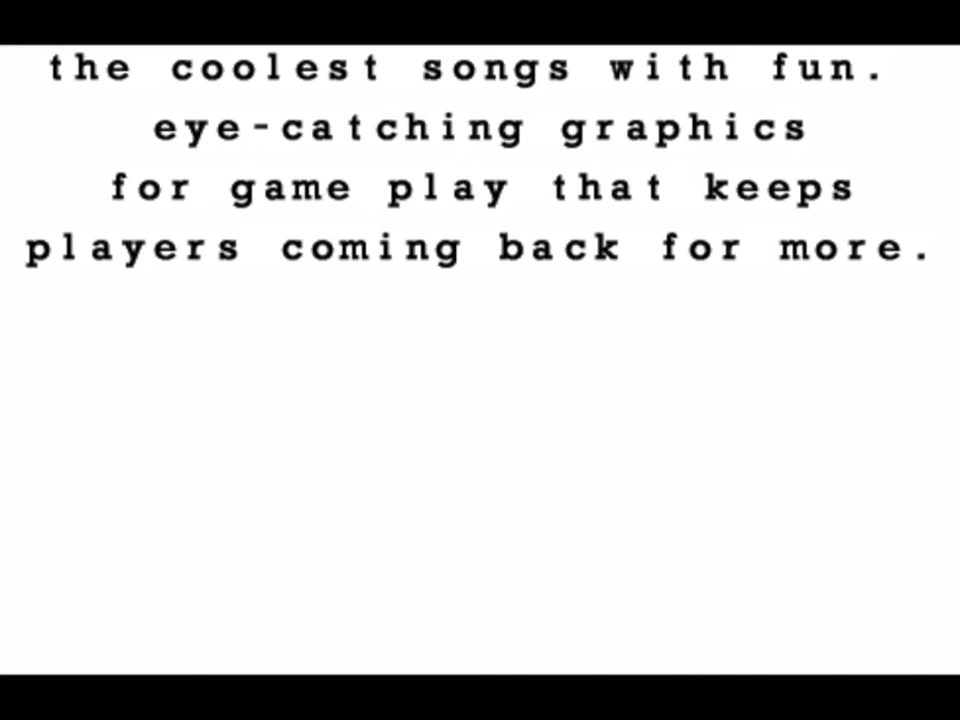 the coolest songs with fun.
eye-catching graphics
for game play that keeps
players coming back for more.